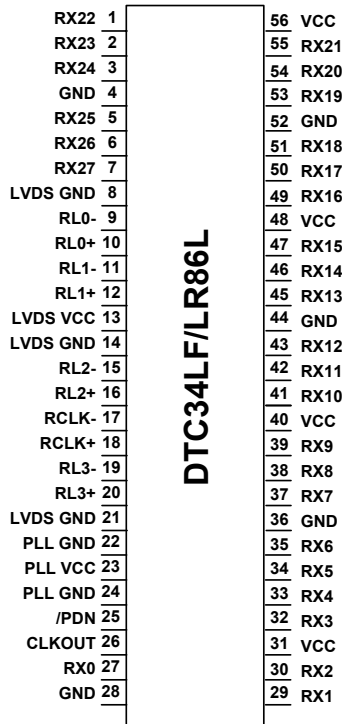 RX22 1
RX23 2
RX24 3
GND 4
RX25 5
RX26 6
RX27 7
LVDS GND 8
RL0- 9
RL0+ 10
RL1- 11
RL1+ 12
LVDS VCC 13
LVDS GND 14
RL2- 15
RL2+ 16
RCLK- 17
RCLK+ 18
RL3- 19
RL3+ 20
LVDS GND 21
PLL GND 22
PLL VCC 23
PLL GND 24
/PDN 25
CLKOUT 26
RX0 27
GND 28
DTC34LF/LR86L
56 VCC
55 RX21
54 RX20
53 RX19
52 GND
51 RX18
50 RX17
49 RX16
48 VCC
47 RX15
46 RX14
45 RX13
44 GND
43 RX12
42 RX11
41 RX10
40 VCC
39 RX9
38 RX8
37 RX7
36 GND
35 RX6
34 RX5
33 RX4
32 RX3
31 VCC
30 RX2
29 RX1